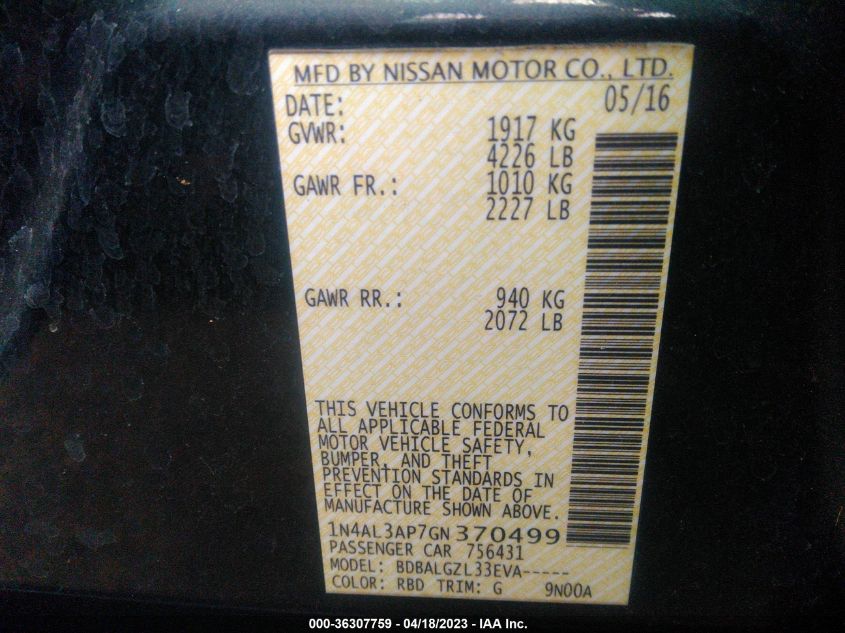 MFD BY NISSAN MOTOR CO., LTD.
DATE: 05/16
GVWR: 1917 KG
4226 LB
GAWR FR.: 1010 KG
2227 LB
GAWR RR.: 940 KG
2072 LB
THIS VEHICLE CONFORMS TO
ALL APPLICABLE FEDERAL
MOTOR VEHICLE SAFETY,
BUMPER, AND THEFT
PREVENTION STANDARDS IN
EFFECT ON THE DATE OF
MANUFACTURE SHOWN ABOVE.
1N4AL3AP7GN370499
PASSENGER CAR 756431
MODEL: BDBALGZL33EVA-----
COLOR: RBD TRIM: G 9N00A
000-36307759 - 04/18/2023 - IAA Inc.